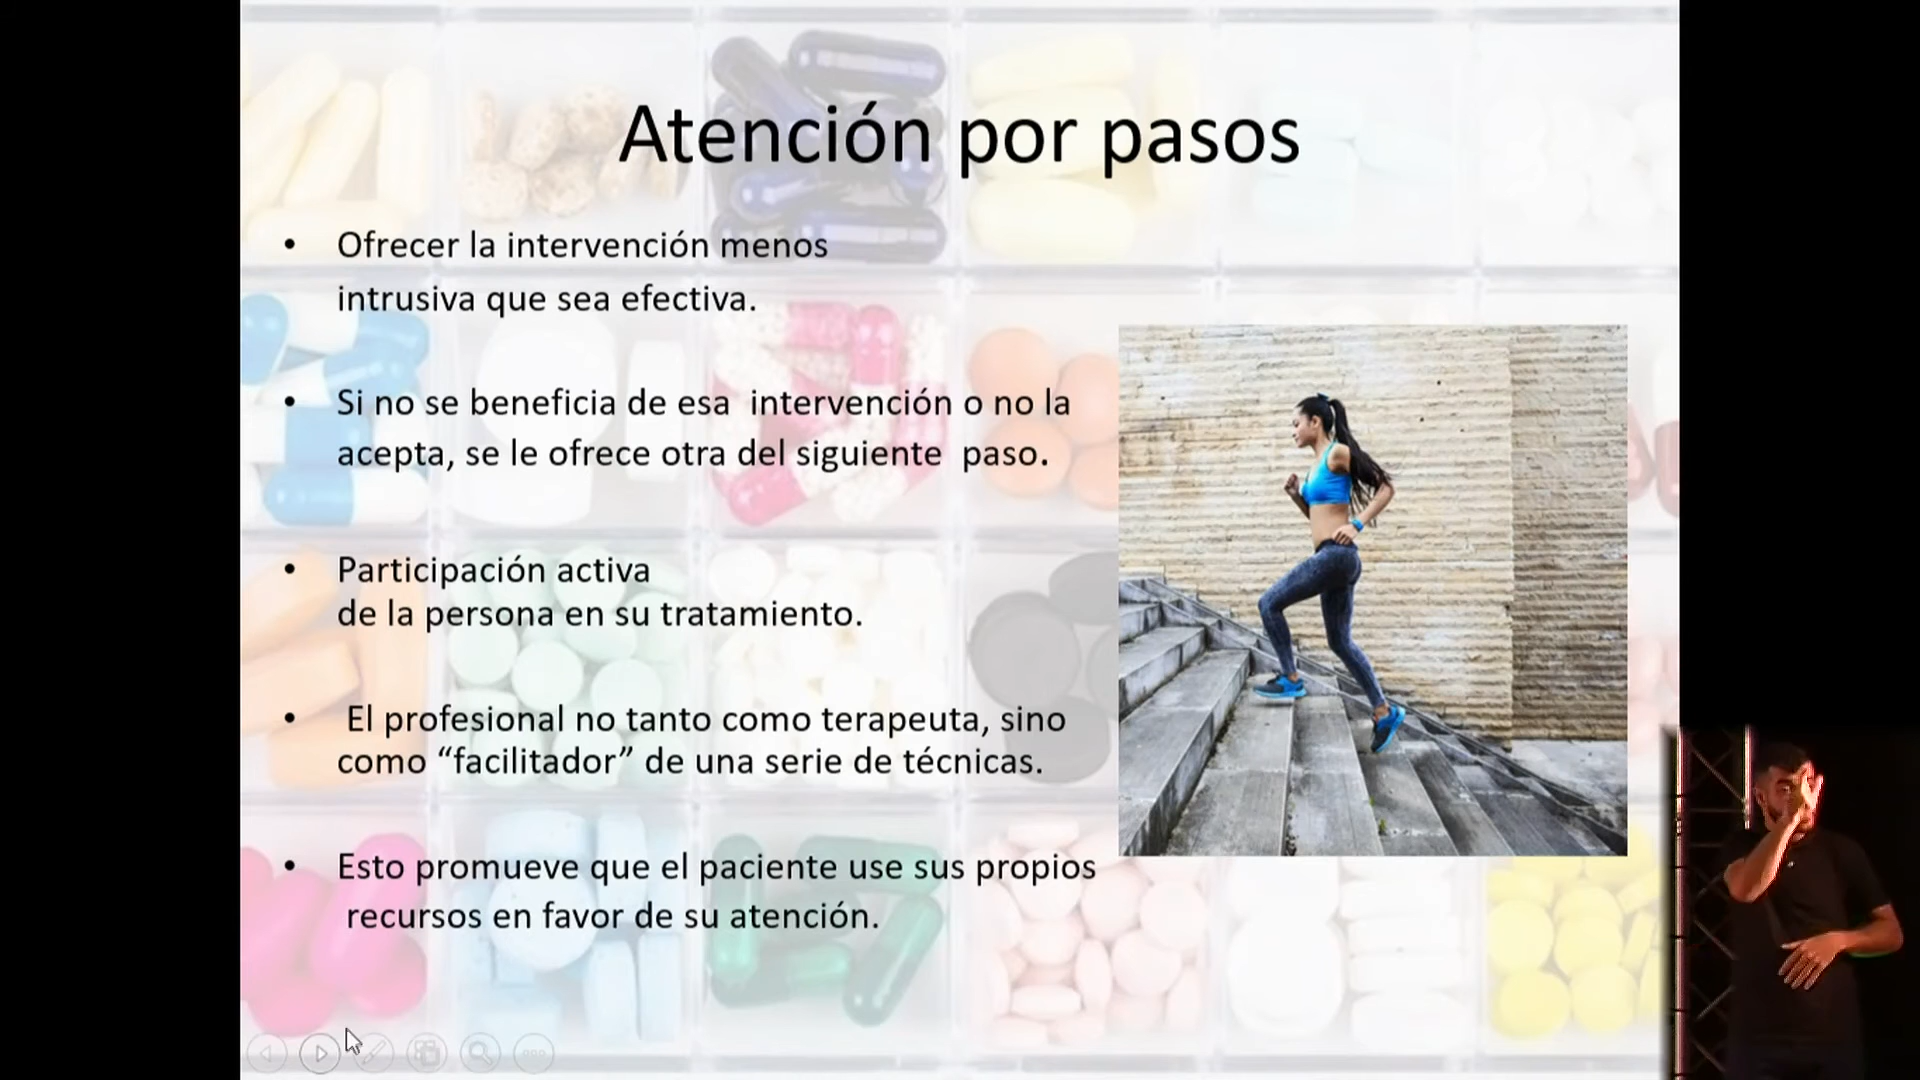 Atención por pasos
• Ofrecer la intervención menos
intrusiva que sea efectiva.
• Si no se beneficia de esa intervención o no la
acepta, se le ofrece otra del siguiente paso.
• Participación activa
de la persona en su tratamiento.
• El profesional no tanto como terapeuta, sino
como “facilitador” de una serie de técnicas.
• Esto promueve que el paciente use sus propios
recursos en favor de su atención.